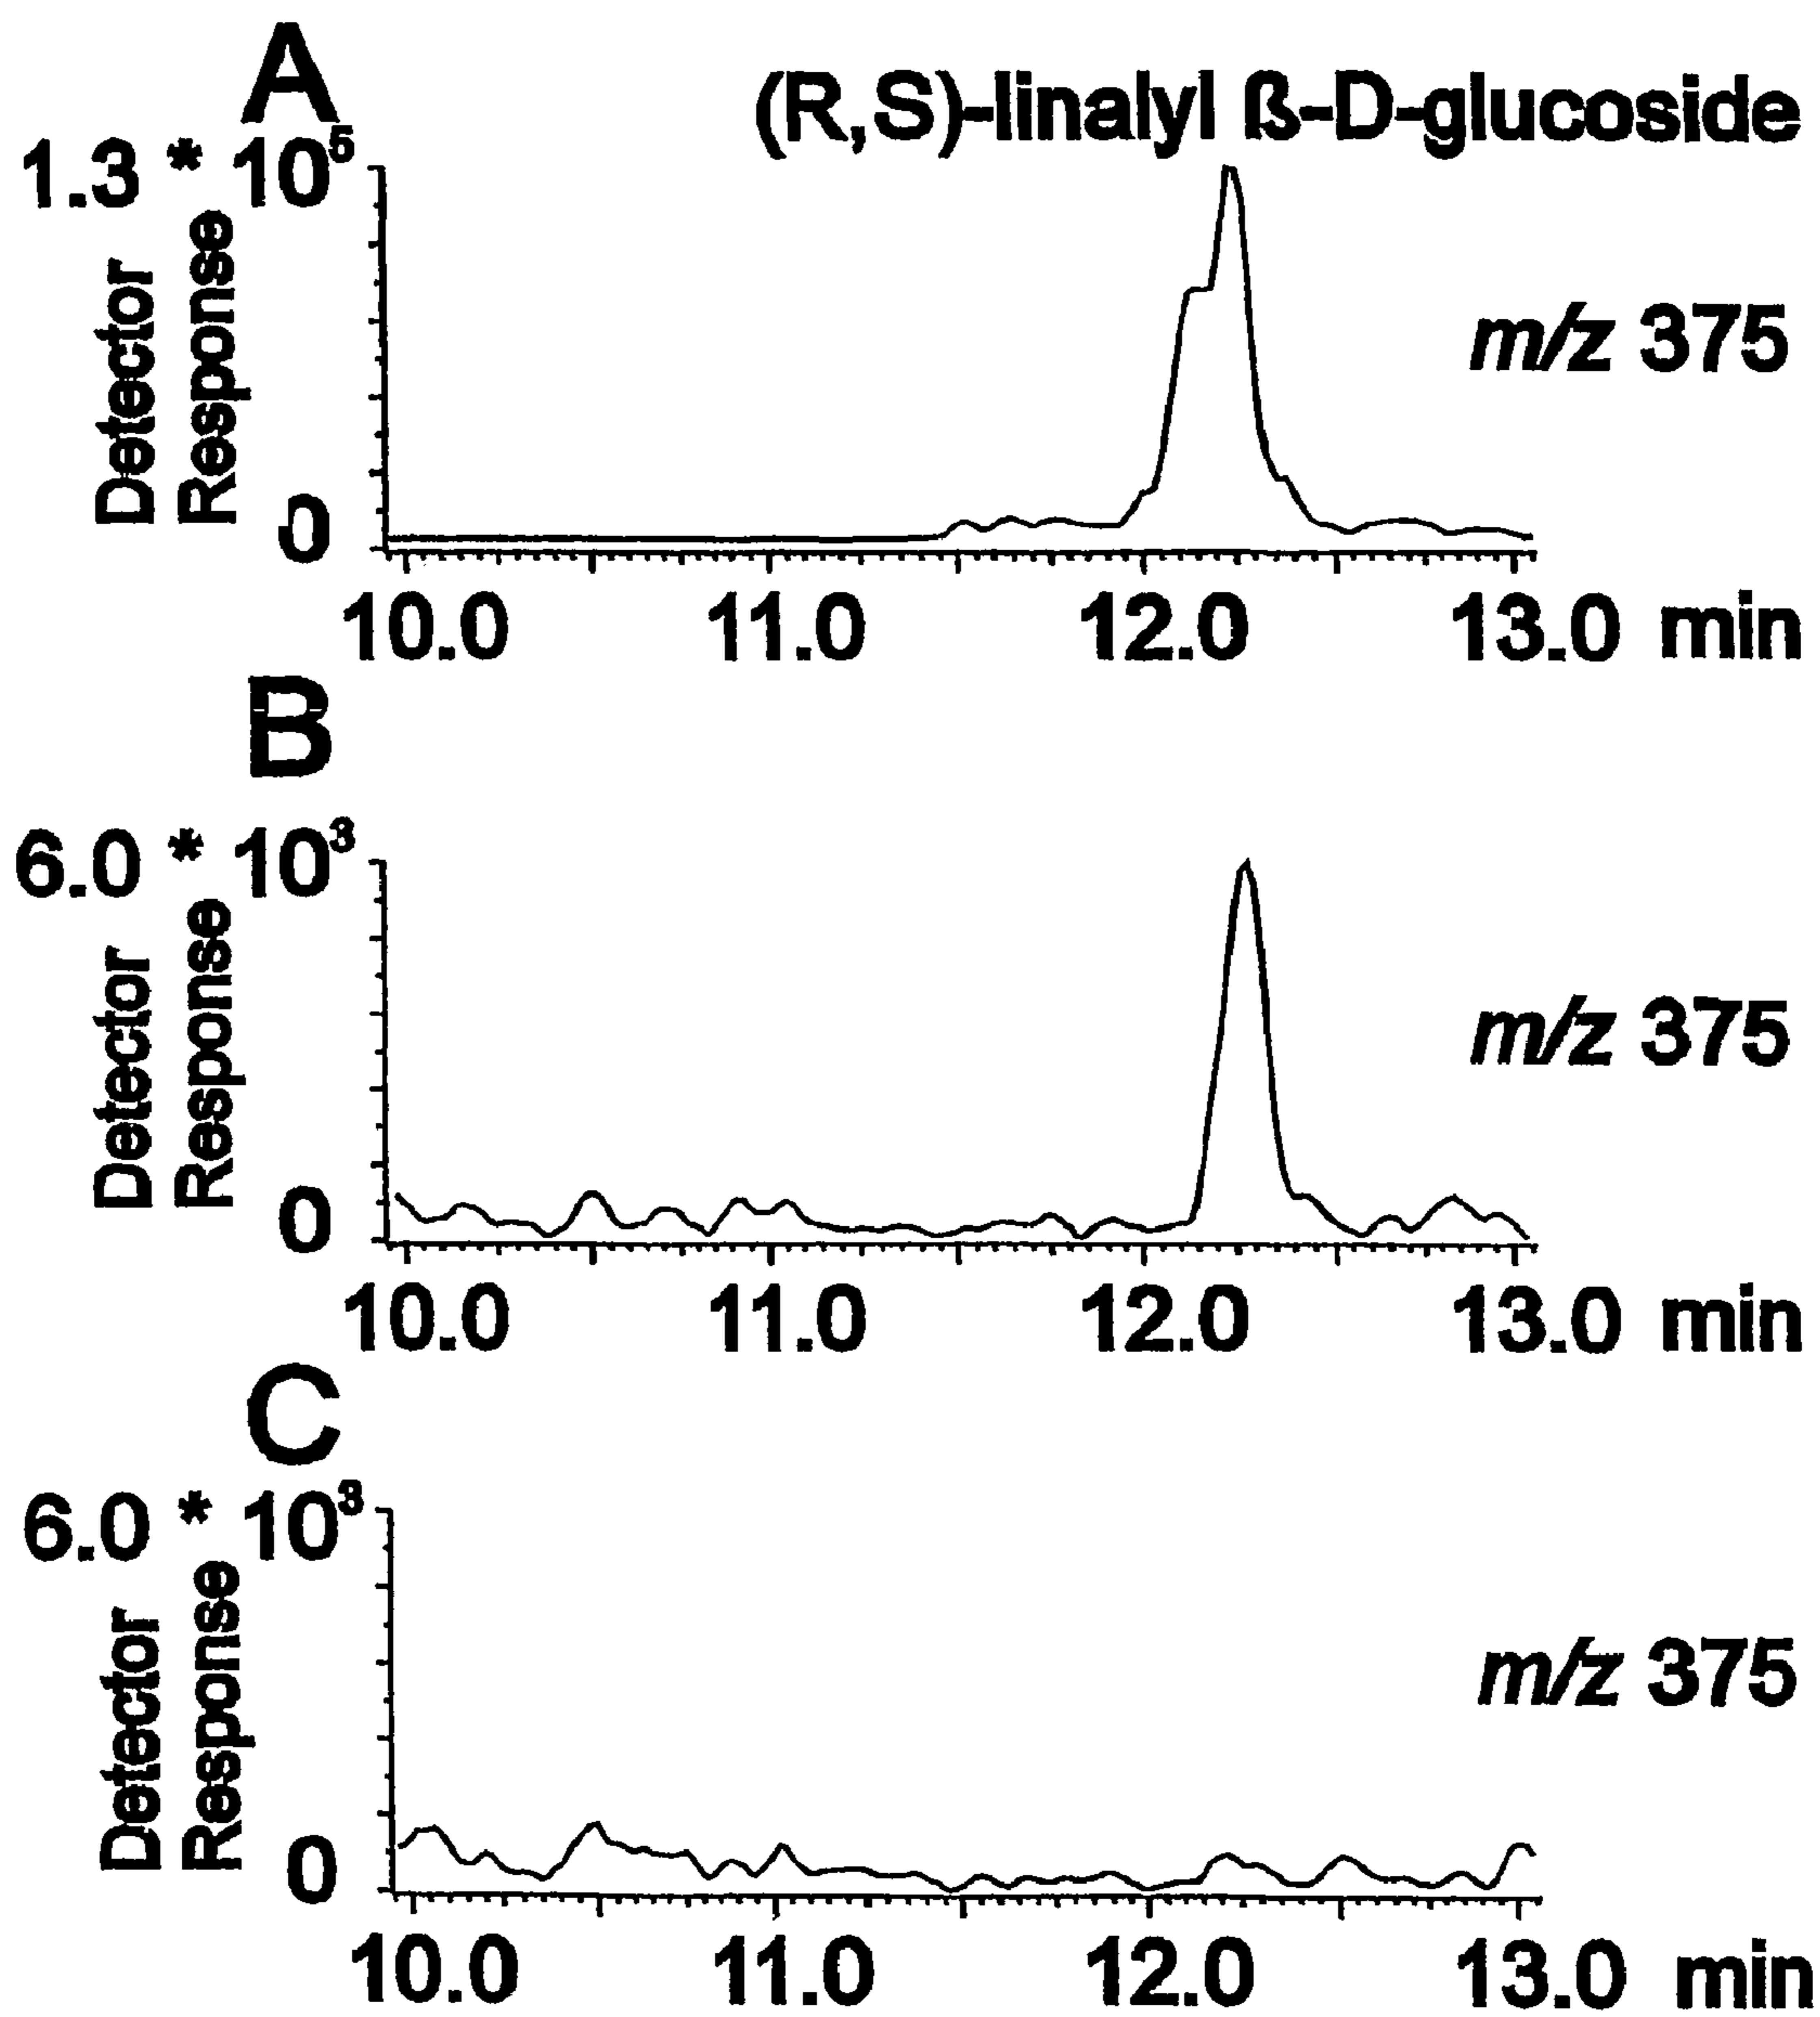 A
(R,S)-linalyl ß-D-glucoside
1.3 * 10⁵
Detector
Response
0
m/z 375
10.0 11.0 12.0 13.0 min
B
6.0 * 10³
Detector
Response
0
m/z 375
10.0 11.0 12.0 13.0 min
C
6.0 * 10³
Detector
Response
0
m/z 375
10.0 11.0 12.0 13.0 min